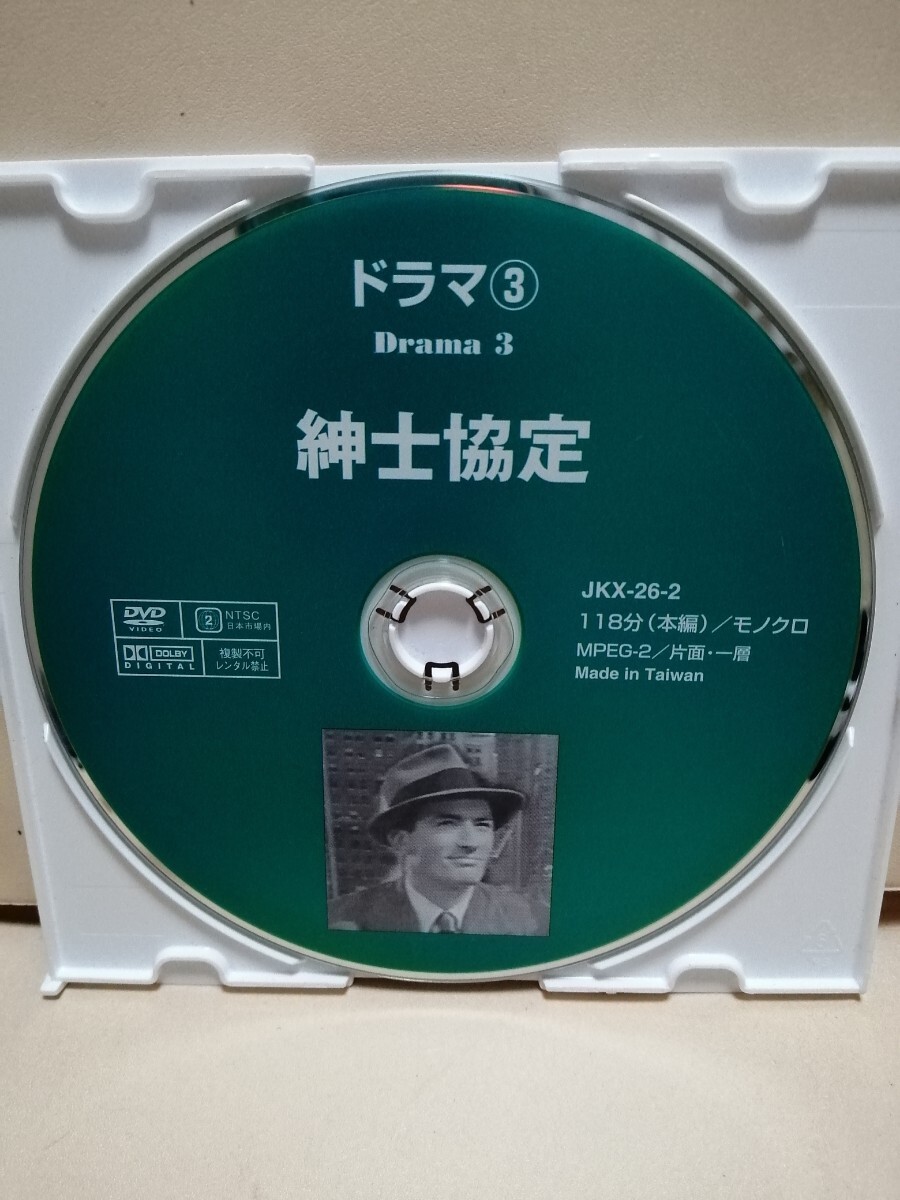 ドラマ③
Drama 3
紳士協定
DVD
VIDEO
2
NTSC
日本市場内
DOLBY
DIGITAL
複製不可
レンタル禁止
JKX-26-2
118分(本編)/モノクロ
MPEG-2/片面・一層
Made in Taiwan